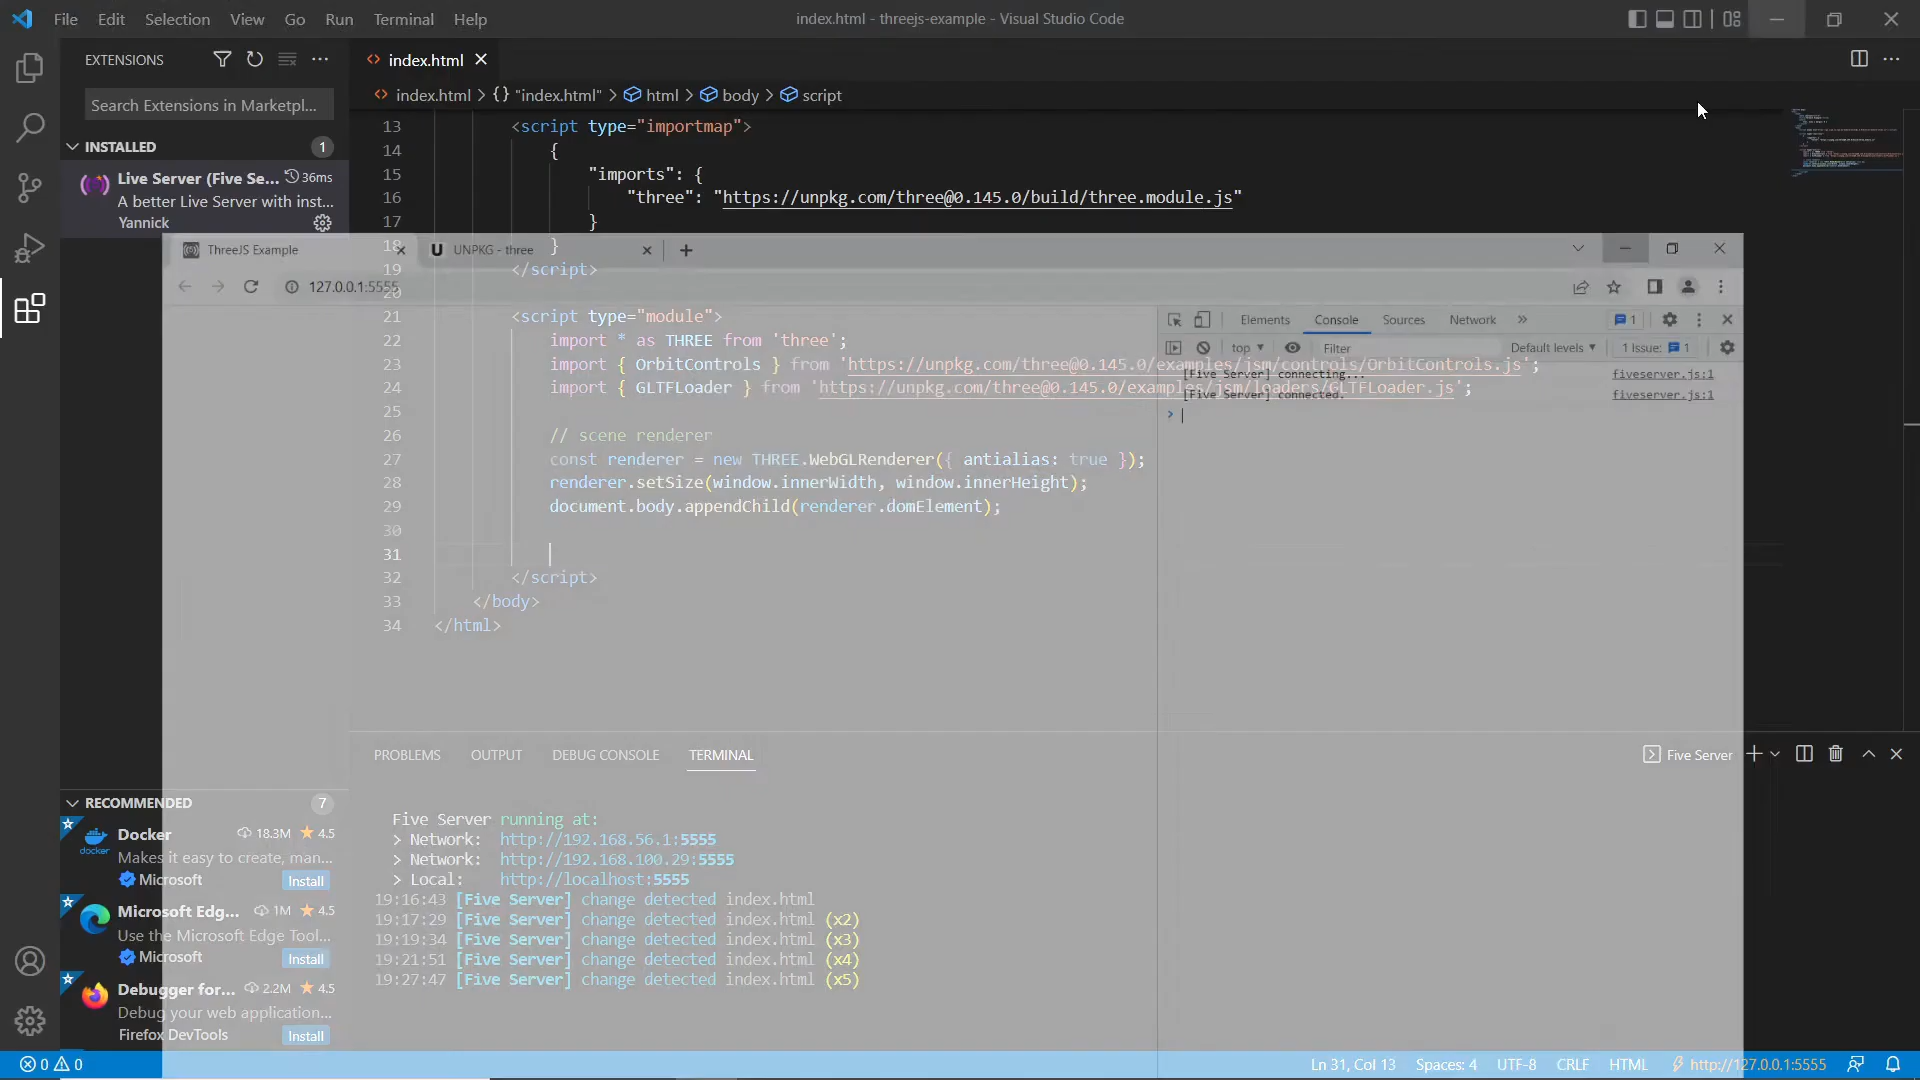 File Edit Selection View Go Run Terminal Help
index.html - threejs-example - Visual Studio Code
EXTENSIONS
index.html
Search Extensions in Marketpl...
index.html > {} "index.html" > html > body > script
INSTALLED 1
Live Server (Five Se... 36ms
A better Live Server with inst...
Yannick
13 <script type="importmap">
14 {
15 "imports": {
16 "three": "https://unpkg.com/three@0.145.0/build/three.module.js"
17 }
18 }
19 </script>
20
21 <script type="module">
22 import * as THREE from 'three';
23 import { OrbitControls } from 'https://unpkg.com/three@0.145.0/examples/jsm/controls/OrbitControls.js';
24 import { GLTFLoader } from 'https://unpkg.com/three@0.145.0/examples/jsm/loaders/GLTFLoader.js';
25
26 // scene renderer
27 const renderer = new THREE.WebGLRenderer({ antialias: true });
28 renderer.setSize(window.innerWidth, window.innerHeight);
29 document.body.appendChild(renderer.domElement);
30
31
32 </script>
33 </body>
34 </html>
ThreeJS Example
U UNPKG - three
127.0.0.1:5555
Elements Console Sources Network » 1
top Filter Default levels 1 Issue: 1
[Five Server] connecting... fiveserver.js:1
[Five Server] connected. fiveserver.js:1
PROBLEMS OUTPUT DEBUG CONSOLE TERMINAL
Five Server
Five Server running at:
> Network: http://192.168.56.1:5555
> Network: http://192.168.100.29:5555
> Local: http://localhost:5555
19:16:43 [Five Server] change detected index.html
19:17:29 [Five Server] change detected index.html (x2)
19:19:34 [Five Server] change detected index.html (x3)
19:21:51 [Five Server] change detected index.html (x4)
19:27:47 [Five Server] change detected index.html (x5)
RECOMMENDED 7
Docker 18.3M 4.5
docker
Makes it easy to create, man...
Microsoft Install
Microsoft Edg... 1M 4.5
Use the Microsoft Edge Tool...
Microsoft Install
Debugger for... 2.2M 4.5
Debug your web application...
Firefox DevTools Install
0 0
Ln 31, Col 13 Spaces: 4 UTF-8 CRLF HTML http://127.0.0.1:5555